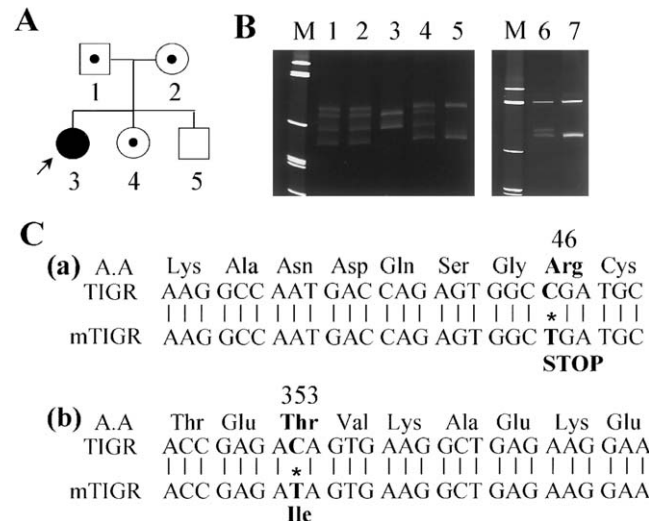 A
1 2
3 4 5
B
M 1 2 3 4 5 M 6 7
C
46
(a) A.A Lys Ala Asn Asp Gln Ser Gly Arg Cys
TIGR AAG GCC AAT GAC CAG AGT GGC CGA TGC
*
mTIGR AAG GCC AAT GAC CAG AGT GGC TGA TGC
STOP
353
(b) A.A Thr Glu Thr Val Lys Ala Glu Lys Glu
TIGR ACC GAG ACA GTG AAG GCT GAG AAG GAA
*
mTIGR ACC GAG ATA GTG AAG GCT GAG AAG GAA
Ile